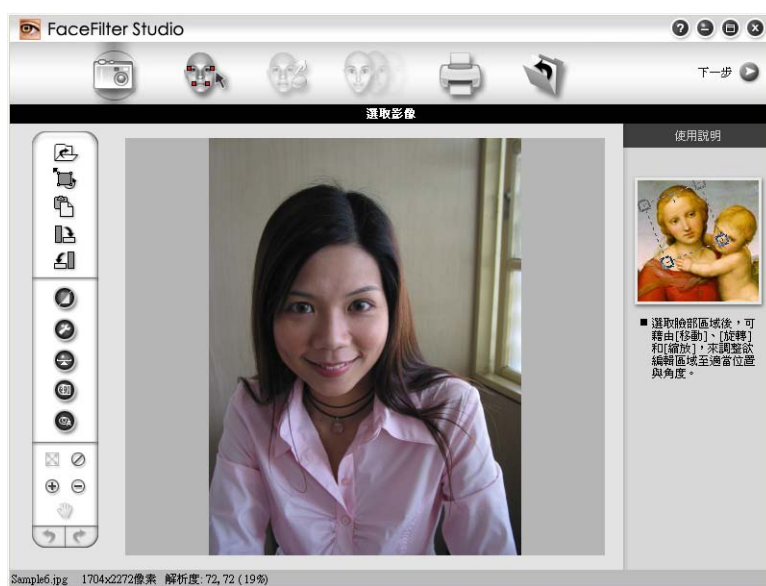 FaceFilter Studio
下一步
選取影像
使用說明
■ 選取臉部區域後，可
藉由[移動]、[旋轉]
和[縮放]，來調整欲
編輯區域至適當位置
與角度。
Sample6.jpg 1704x2272像素 解析度: 72, 72 ( 19%)